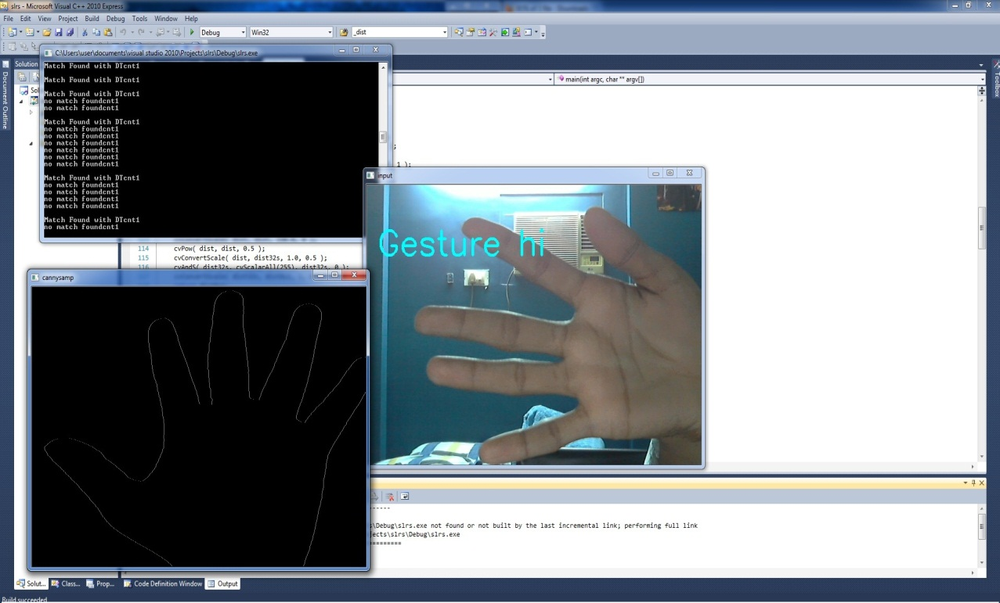 slrs - Microsoft Visual C++ 2010 Express
File Edit View Project Build Debug Tools Window Help
Debug Win32 _dist
C:\Users\user\documents\visual studio 2010\Projects\slrs\Debug\slrs.exe
Solution
Document Outline
Toolbox
main(int argc, char ** argv[])
Match Found with DTcnt1
Match Found with DTcnt1
Match Found with DTcnt1
no match foundcnt1
no match foundcnt1
Match Found with DTcnt1
no match foundcnt1
no match foundcnt1
no match foundcnt1
no match foundcnt1
no match foundcnt1
no match foundcnt1
Match Found with DTcnt1
no match foundcnt1
no match foundcnt1
no match foundcnt1
no match foundcnt1
Match Found with DTcnt1
no match foundcnt1
Sol
;
1 );
input
Gesture hi
114 cvPow( dist, dist, 0.5 );
115 cvConvertScale( dist, dist32s, 1.0, 0.5 );
116 cvAndS( dist32s, cvScalarAll(255), dist32s, 0 );
cannysamp
\Debug\slrs.exe not found or not built by the last incremental link; performing full link
jects\slrs\Debug\slrs.exe
Solut... Class... Prop... Code Definition Window Output
Build succeeded